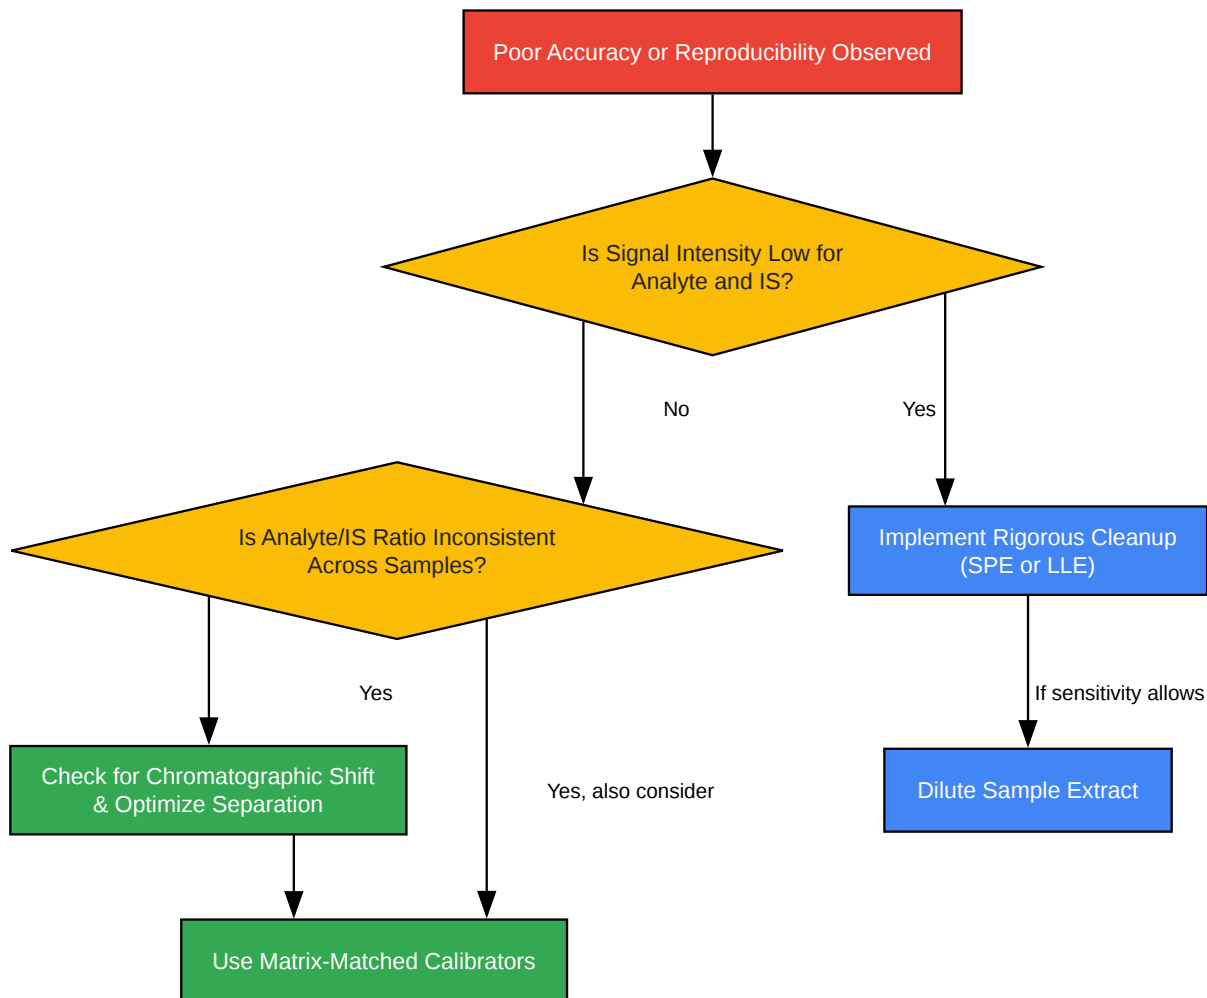 Poor Accuracy or Reproducibility Observed
Is Signal Intensity Low for
Analyte and IS?
No
Yes
Is Analyte/IS Ratio Inconsistent
Across Samples?
Implement Rigorous Cleanup
(SPE or LLE)
Yes
If sensitivity allows
Check for Chromatographic Shift
& Optimize Separation
Yes, also consider
Dilute Sample Extract
Use Matrix-Matched Calibrators